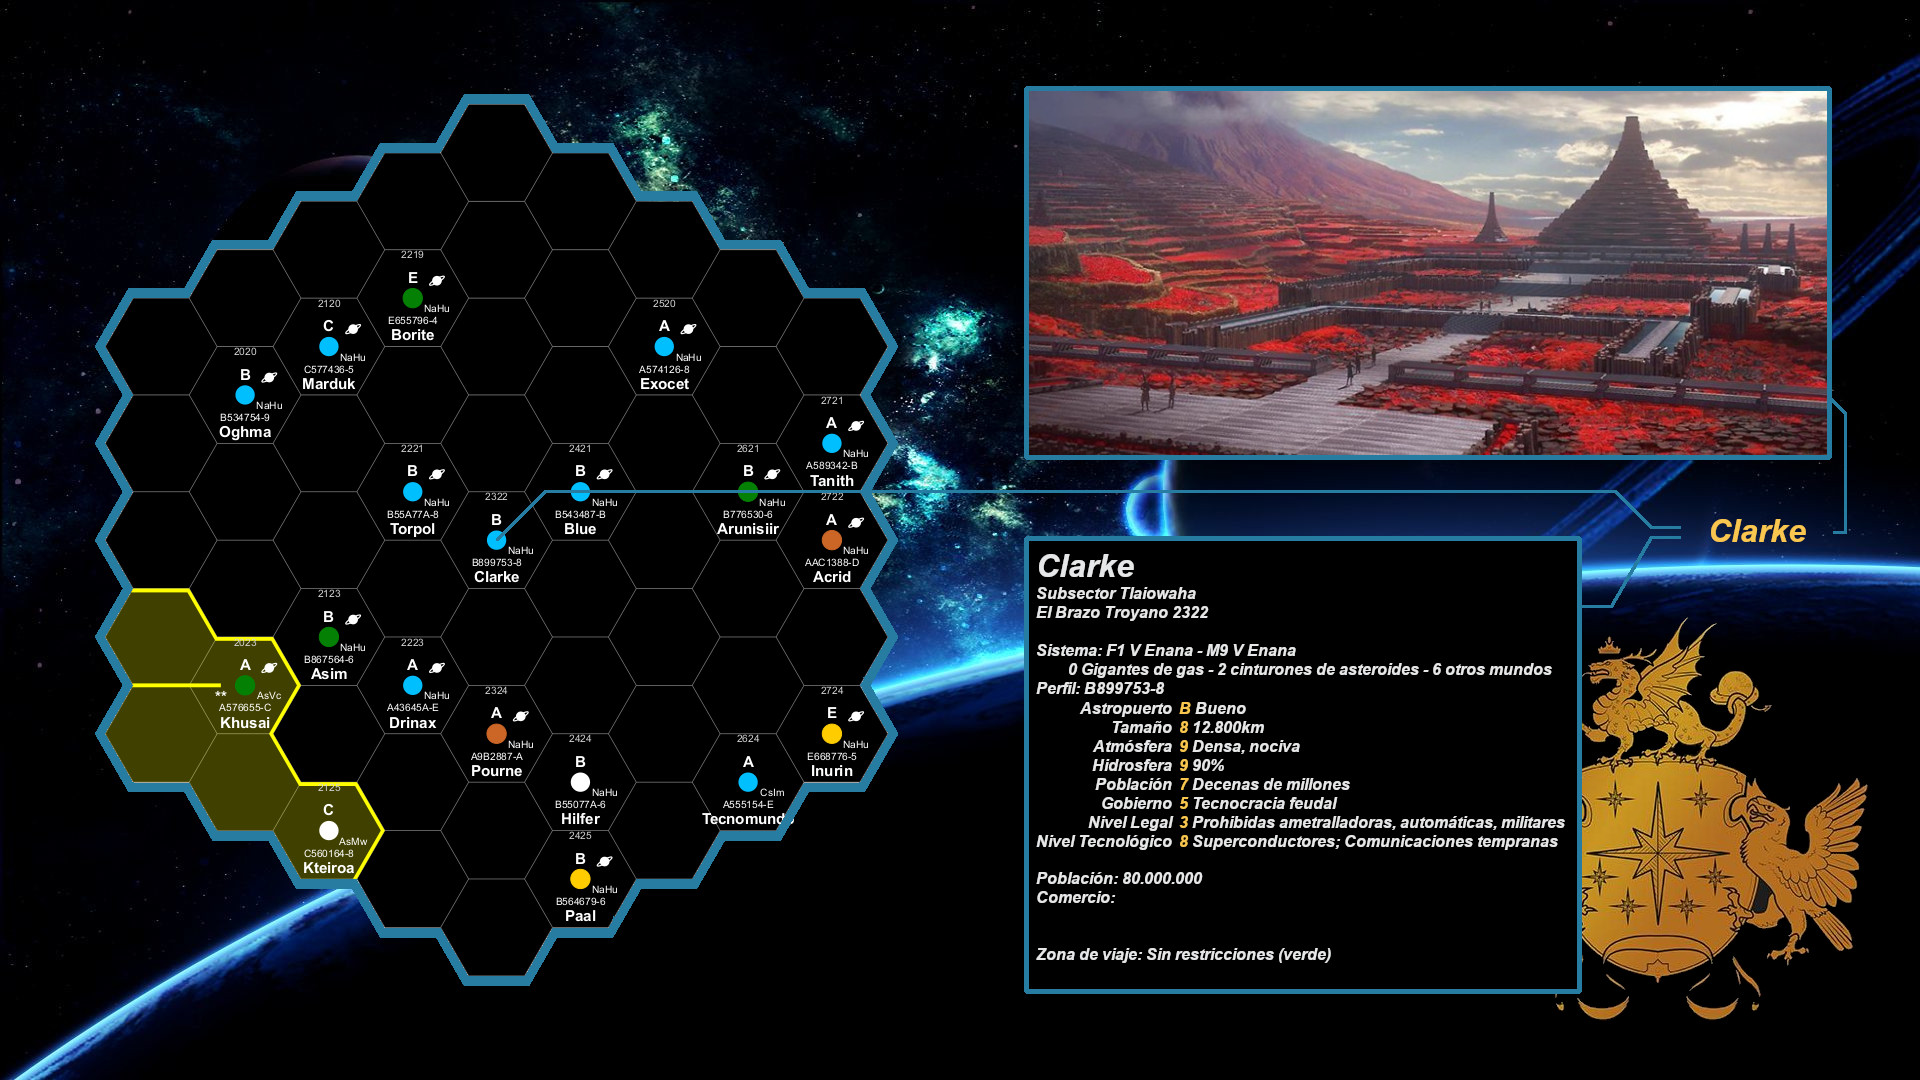 2219
E
NaHu
E655796-4
Borite
2120
C
NaHu
C577436-5
Marduk
2520
A
NaHu
A574126-8
Exocet
2020
B
NaHu
B534754-9
Oghma
2721
A
NaHu
A589342-B
Tanith
2221
B
NaHu
B55A77A-8
Torpol
2421
B
NaHu
B543487-B
Blue
2621
B
NaHu
B776530-6
Arunisiir
2322
B
NaHu
B899753-8
Clarke
2722
A
NaHu
AAC1388-D
Acrid
2123
B
NaHu
B867564-6
Asim
2023
A
** AsVc
A576655-C
Khusai
2223
A
NaHu
A43645A-E
Drinax
2324
A
NaHu
A9B2887-A
Pourne
2724
E
NaHu
E668776-5
Inurin
2424
B
NaHu
B55077A-6
Hilfer
2624
A
CsIm
A555154-E
Tecnomundo
2125
C
AsMw
C560164-8
Kteiroa
2425
B
NaHu
B564679-6
Paal
Clarke
Clarke
Subsector Tlaiowaha
El Brazo Troyano 2322
Sistema: F1 V Enana - M9 V Enana
0 Gigantes de gas - 2 cinturones de asteroides - 6 otros mundos
Perfil: B899753-8
Astropuerto B Bueno
Tamaño 8 12.800km
Atmósfera 9 Densa, nociva
Hidrosfera 9 90%
Población 7 Decenas de millones
Gobierno 5 Tecnocracia feudal
Nivel Legal 3 Prohibidas ametralladoras, automáticas, militares
Nivel Tecnológico 8 Superconductores; Comunicaciones tempranas
Población: 80.000.000
Comercio:
Zona de viaje: Sin restricciones (verde)